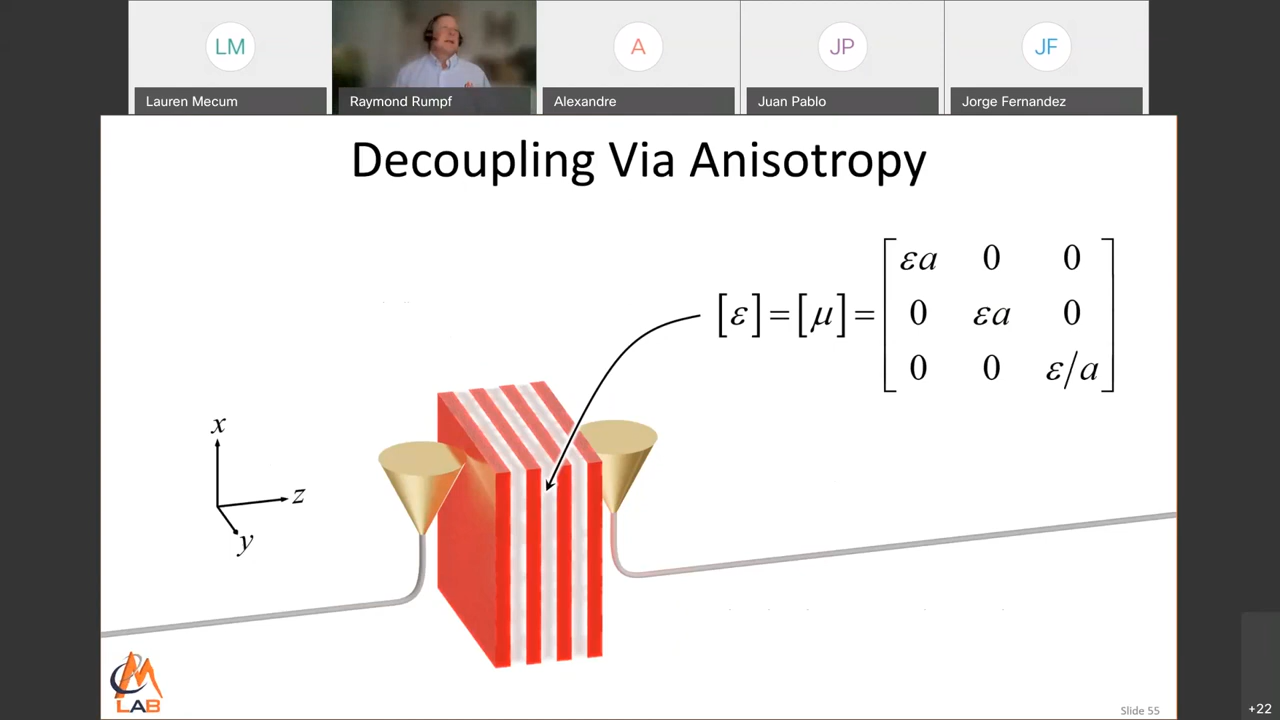 LM
A
JP
JF
Lauren Mecum
Raymond Rumpf
Alexandre
Juan Pablo
Jorge Fernandez
Decoupling Via Anisotropy
[ε] = [μ] = [εa 0 0
0 εa 0
0 0 ε/a]
x
z
y
EM
LAB
Slide 55
+22